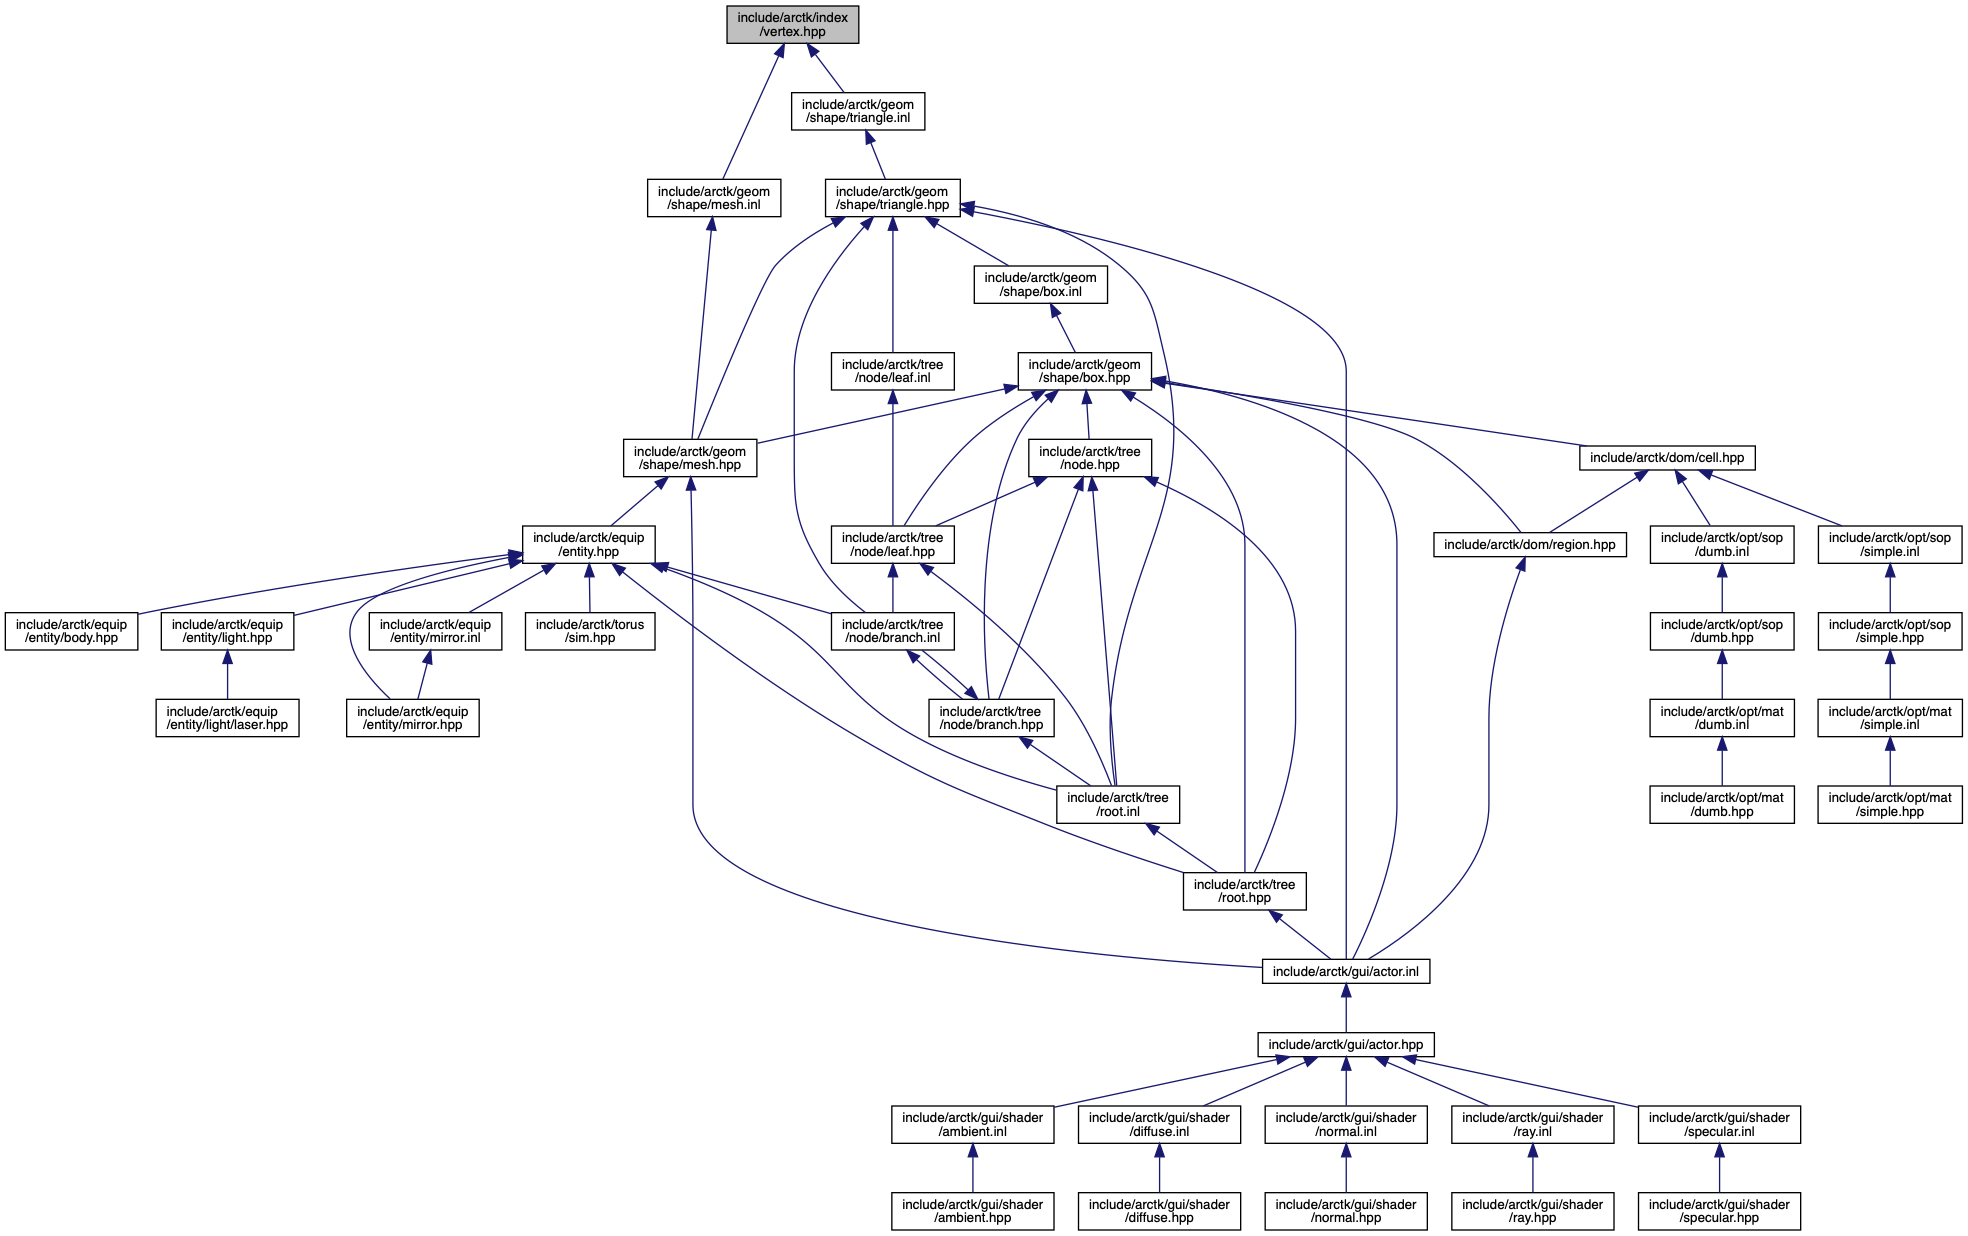 include/arctk/index
/vertex.hpp
include/arctk/geom
/shape/triangle.inl
include/arctk/geom
/shape/mesh.inl
include/arctk/geom
/shape/triangle.hpp
include/arctk/geom
/shape/box.inl
include/arctk/tree
/node/leaf.inl
include/arctk/geom
/shape/box.hpp
include/arctk/geom
/shape/mesh.hpp
include/arctk/tree
/node.hpp
include/arctk/dom/cell.hpp
include/arctk/equip
/entity.hpp
include/arctk/tree
/node/leaf.hpp
include/arctk/dom/region.hpp
include/arctk/opt/sop
/dumb.inl
include/arctk/opt/sop
/simple.inl
include/arctk/equip
/entity/body.hpp
include/arctk/equip
/entity/light.hpp
include/arctk/equip
/entity/mirror.inl
include/arctk/torus
/sim.hpp
include/arctk/tree
/node/branch.inl
include/arctk/opt/sop
/dumb.hpp
include/arctk/opt/sop
/simple.hpp
include/arctk/equip
/entity/light/laser.hpp
include/arctk/equip
/entity/mirror.hpp
include/arctk/tree
/node/branch.hpp
include/arctk/opt/mat
/dumb.inl
include/arctk/opt/mat
/simple.inl
include/arctk/tree
/root.inl
include/arctk/opt/mat
/dumb.hpp
include/arctk/opt/mat
/simple.hpp
include/arctk/tree
/root.hpp
include/arctk/gui/actor.inl
include/arctk/gui/actor.hpp
include/arctk/gui/shader
/ambient.inl
include/arctk/gui/shader
/diffuse.inl
include/arctk/gui/shader
/normal.inl
include/arctk/gui/shader
/ray.inl
include/arctk/gui/shader
/specular.inl
include/arctk/gui/shader
/ambient.hpp
include/arctk/gui/shader
/diffuse.hpp
include/arctk/gui/shader
/normal.hpp
include/arctk/gui/shader
/ray.hpp
include/arctk/gui/shader
/specular.hpp